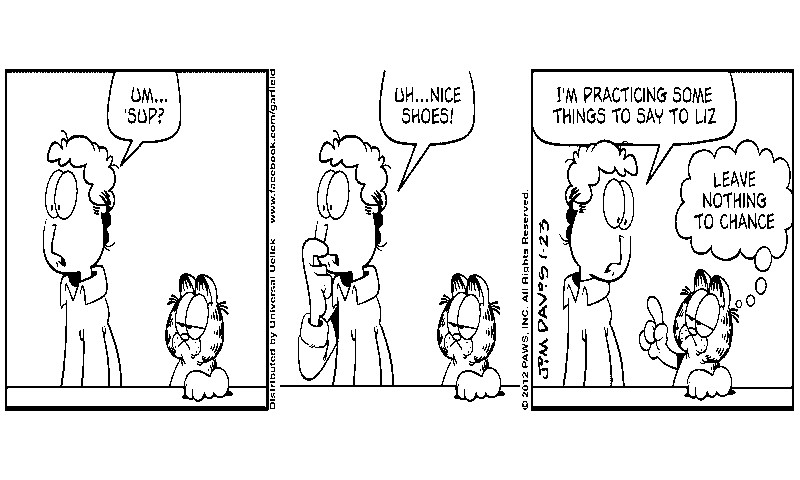 UM...
'SUP?
Distributed by Universal Uclick www.facebook.com/garfield
UH...NICE
SHOES!
© 2012 PAWS, INC. All Rights Reserved.
JIM DAVIS 1-23
I'M PRACTICING SOME
THINGS TO SAY TO LIZ
LEAVE
NOTHING
TO CHANCE